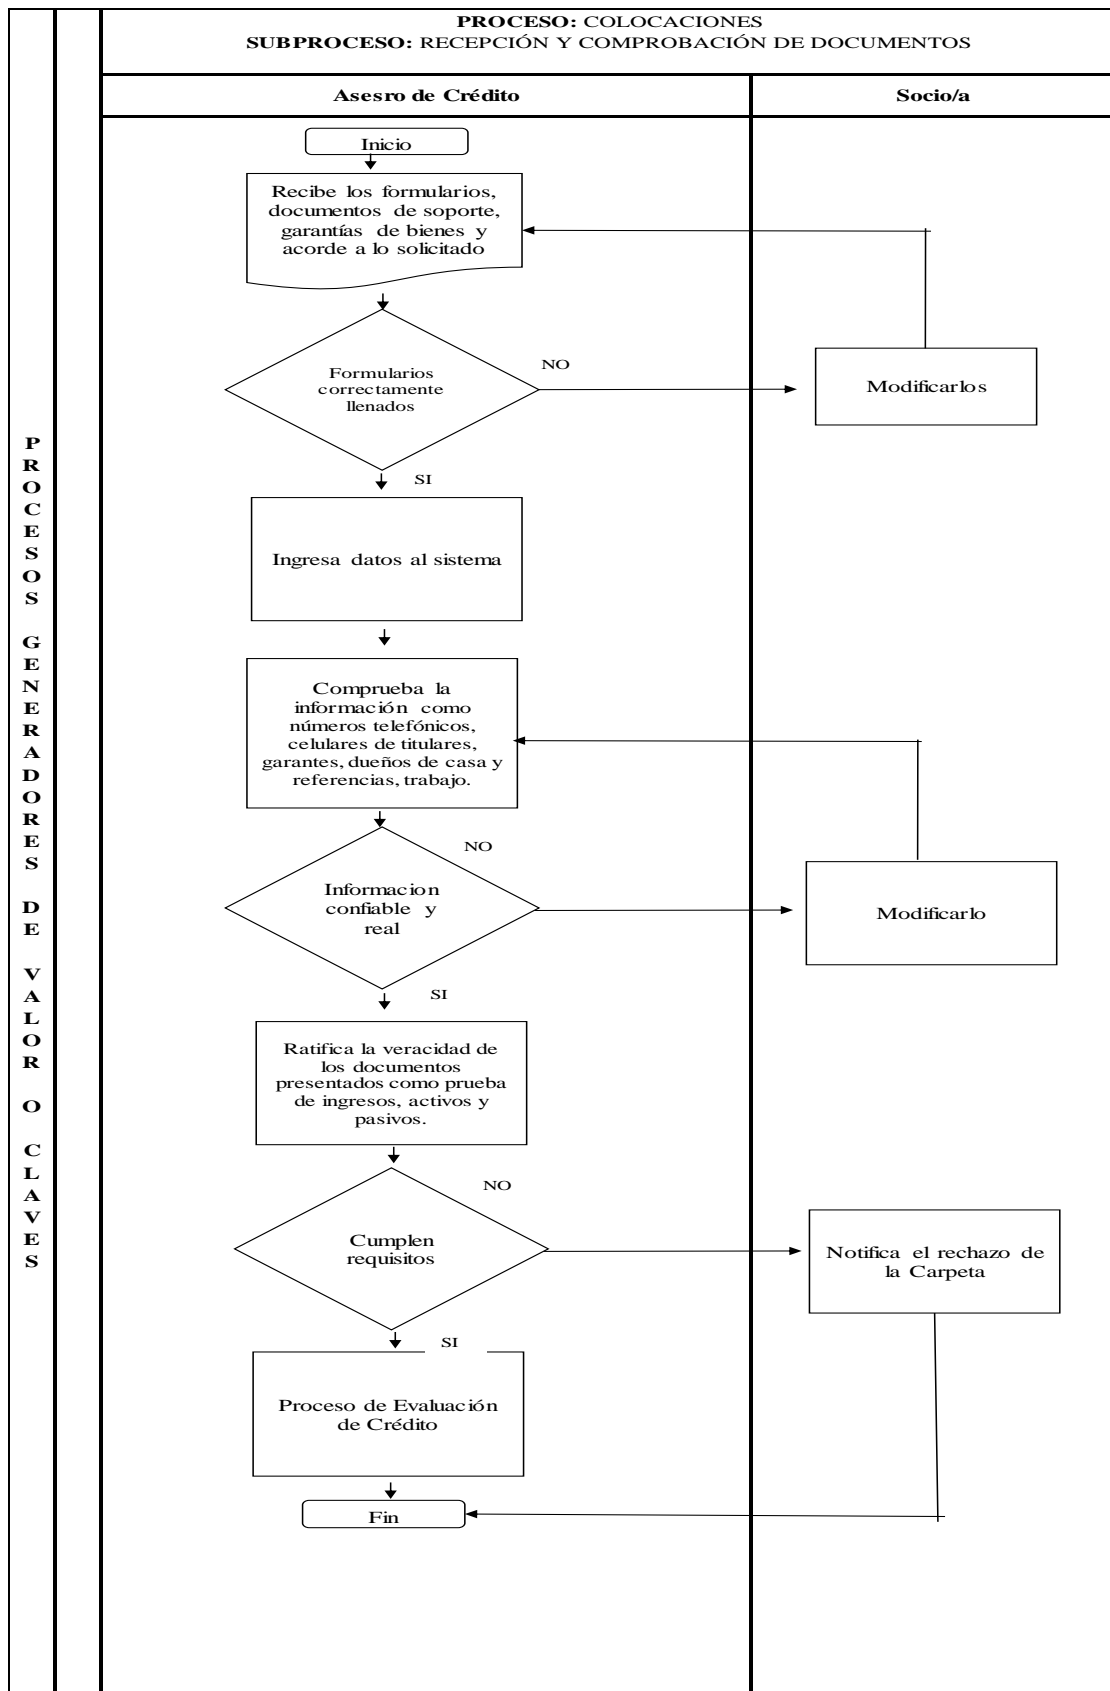 PROCESO: COLOCACIONES
SUBPROCESO: RECEPCIÓN Y COMPROBACIÓN DE DOCUMENTOS
Asesro de Crédito
Socio/a
Inicio
Recibe los formularios,
documentos de soporte,
garantías de bienes y
acorde a lo solicitado
Formularios
correctamente
llenados
NO
Modificarlos
SI
Ingresa datos al sistema
Comprueba la
información como
números telefónicos,
celulares de titulares,
garantes, dueños de casa y
referencias, trabajo.
NO
Informacion
confiable y
real
Modificarlo
SI
Ratifica la veracidad de
los documentos
presentados como prueba
de ingresos, activos y
pasivos.
NO
Cumplen
requisitos
Notifica el rechazo de
la Carpeta
SI
Proceso de Evaluación
de Crédito
Fin
PROCESOS GENERADORES DE VALOR O CLAVES